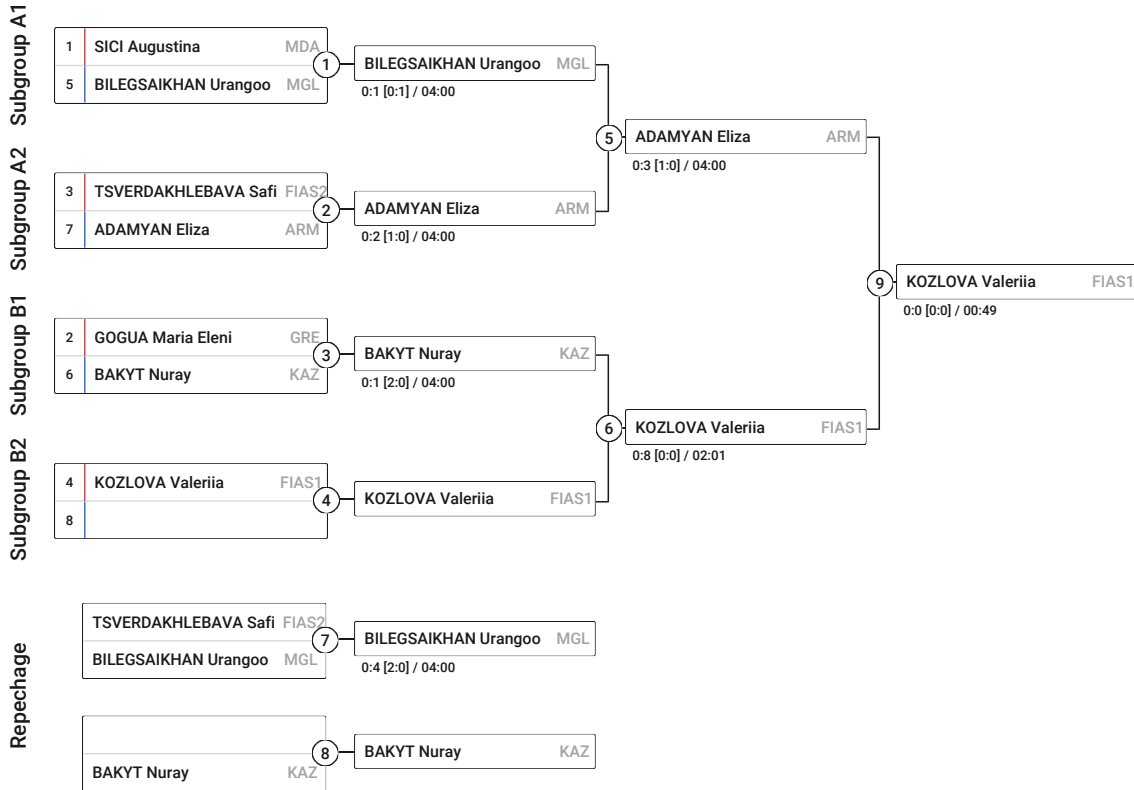 Subgroup A1
1 SICI Augustina MDA
5 BILEGSAIKHAN Urangoo MGL
1
BILEGSAIKHAN Urangoo MGL
0:1 [0:1] / 04:00
Subgroup A2
3 TSVERDAKHLEBAVA Safi FIAS2
7 ADAMYAN Eliza ARM
2
ADAMYAN Eliza ARM
0:2 [1:0] / 04:00
5
ADAMYAN Eliza ARM
0:3 [1:0] / 04:00
Subgroup B1
2 GOGUA Maria Eleni GRE
6 BAKYT Nuray KAZ
3
BAKYT Nuray KAZ
0:1 [2:0] / 04:00
Subgroup B2
4 KOZLOVA Valeriia FIAS1
8
4
KOZLOVA Valeriia FIAS1
6
KOZLOVA Valeriia FIAS1
0:8 [0:0] / 02:01
9
KOZLOVA Valeriia FIAS1
0:0 [0:0] / 00:49
Repechage
TSVERDAKHLEBAVA Safi FIAS2
BILEGSAIKHAN Urangoo MGL
7
BILEGSAIKHAN Urangoo MGL
0:4 [2:0] / 04:00
BAKYT Nuray KAZ
8
BAKYT Nuray KAZ